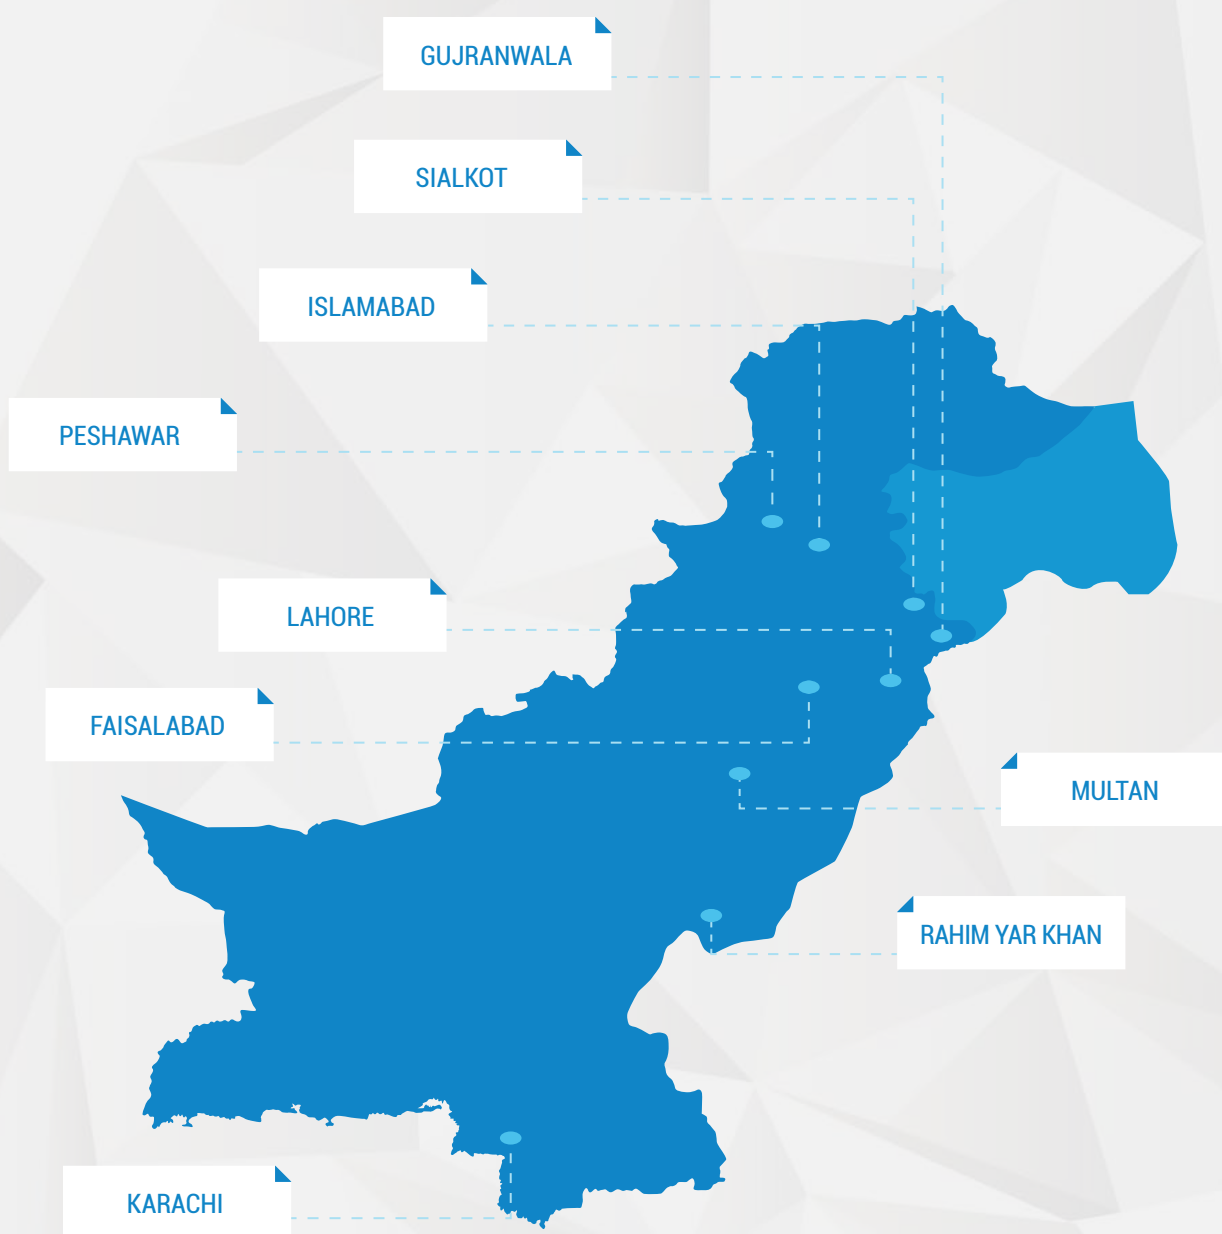 GUJRANWALA
SIALKOT
ISLAMABAD
PESHAWAR
LAHORE
FAISALABAD
MULTAN
RAHIM YAR KHAN
KARACHI